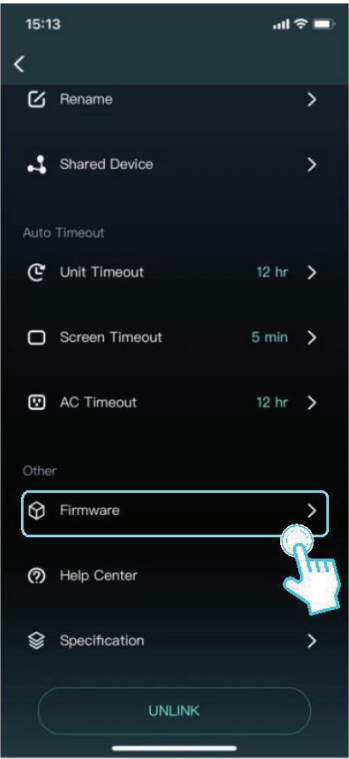 15:13
Rename
Shared Device
Auto Timeout
Unit Timeout 12 hr
Screen Timeout 5 min
AC Timeout 12 hr
Other
Firmware
Help Center
Specification
UNLINK